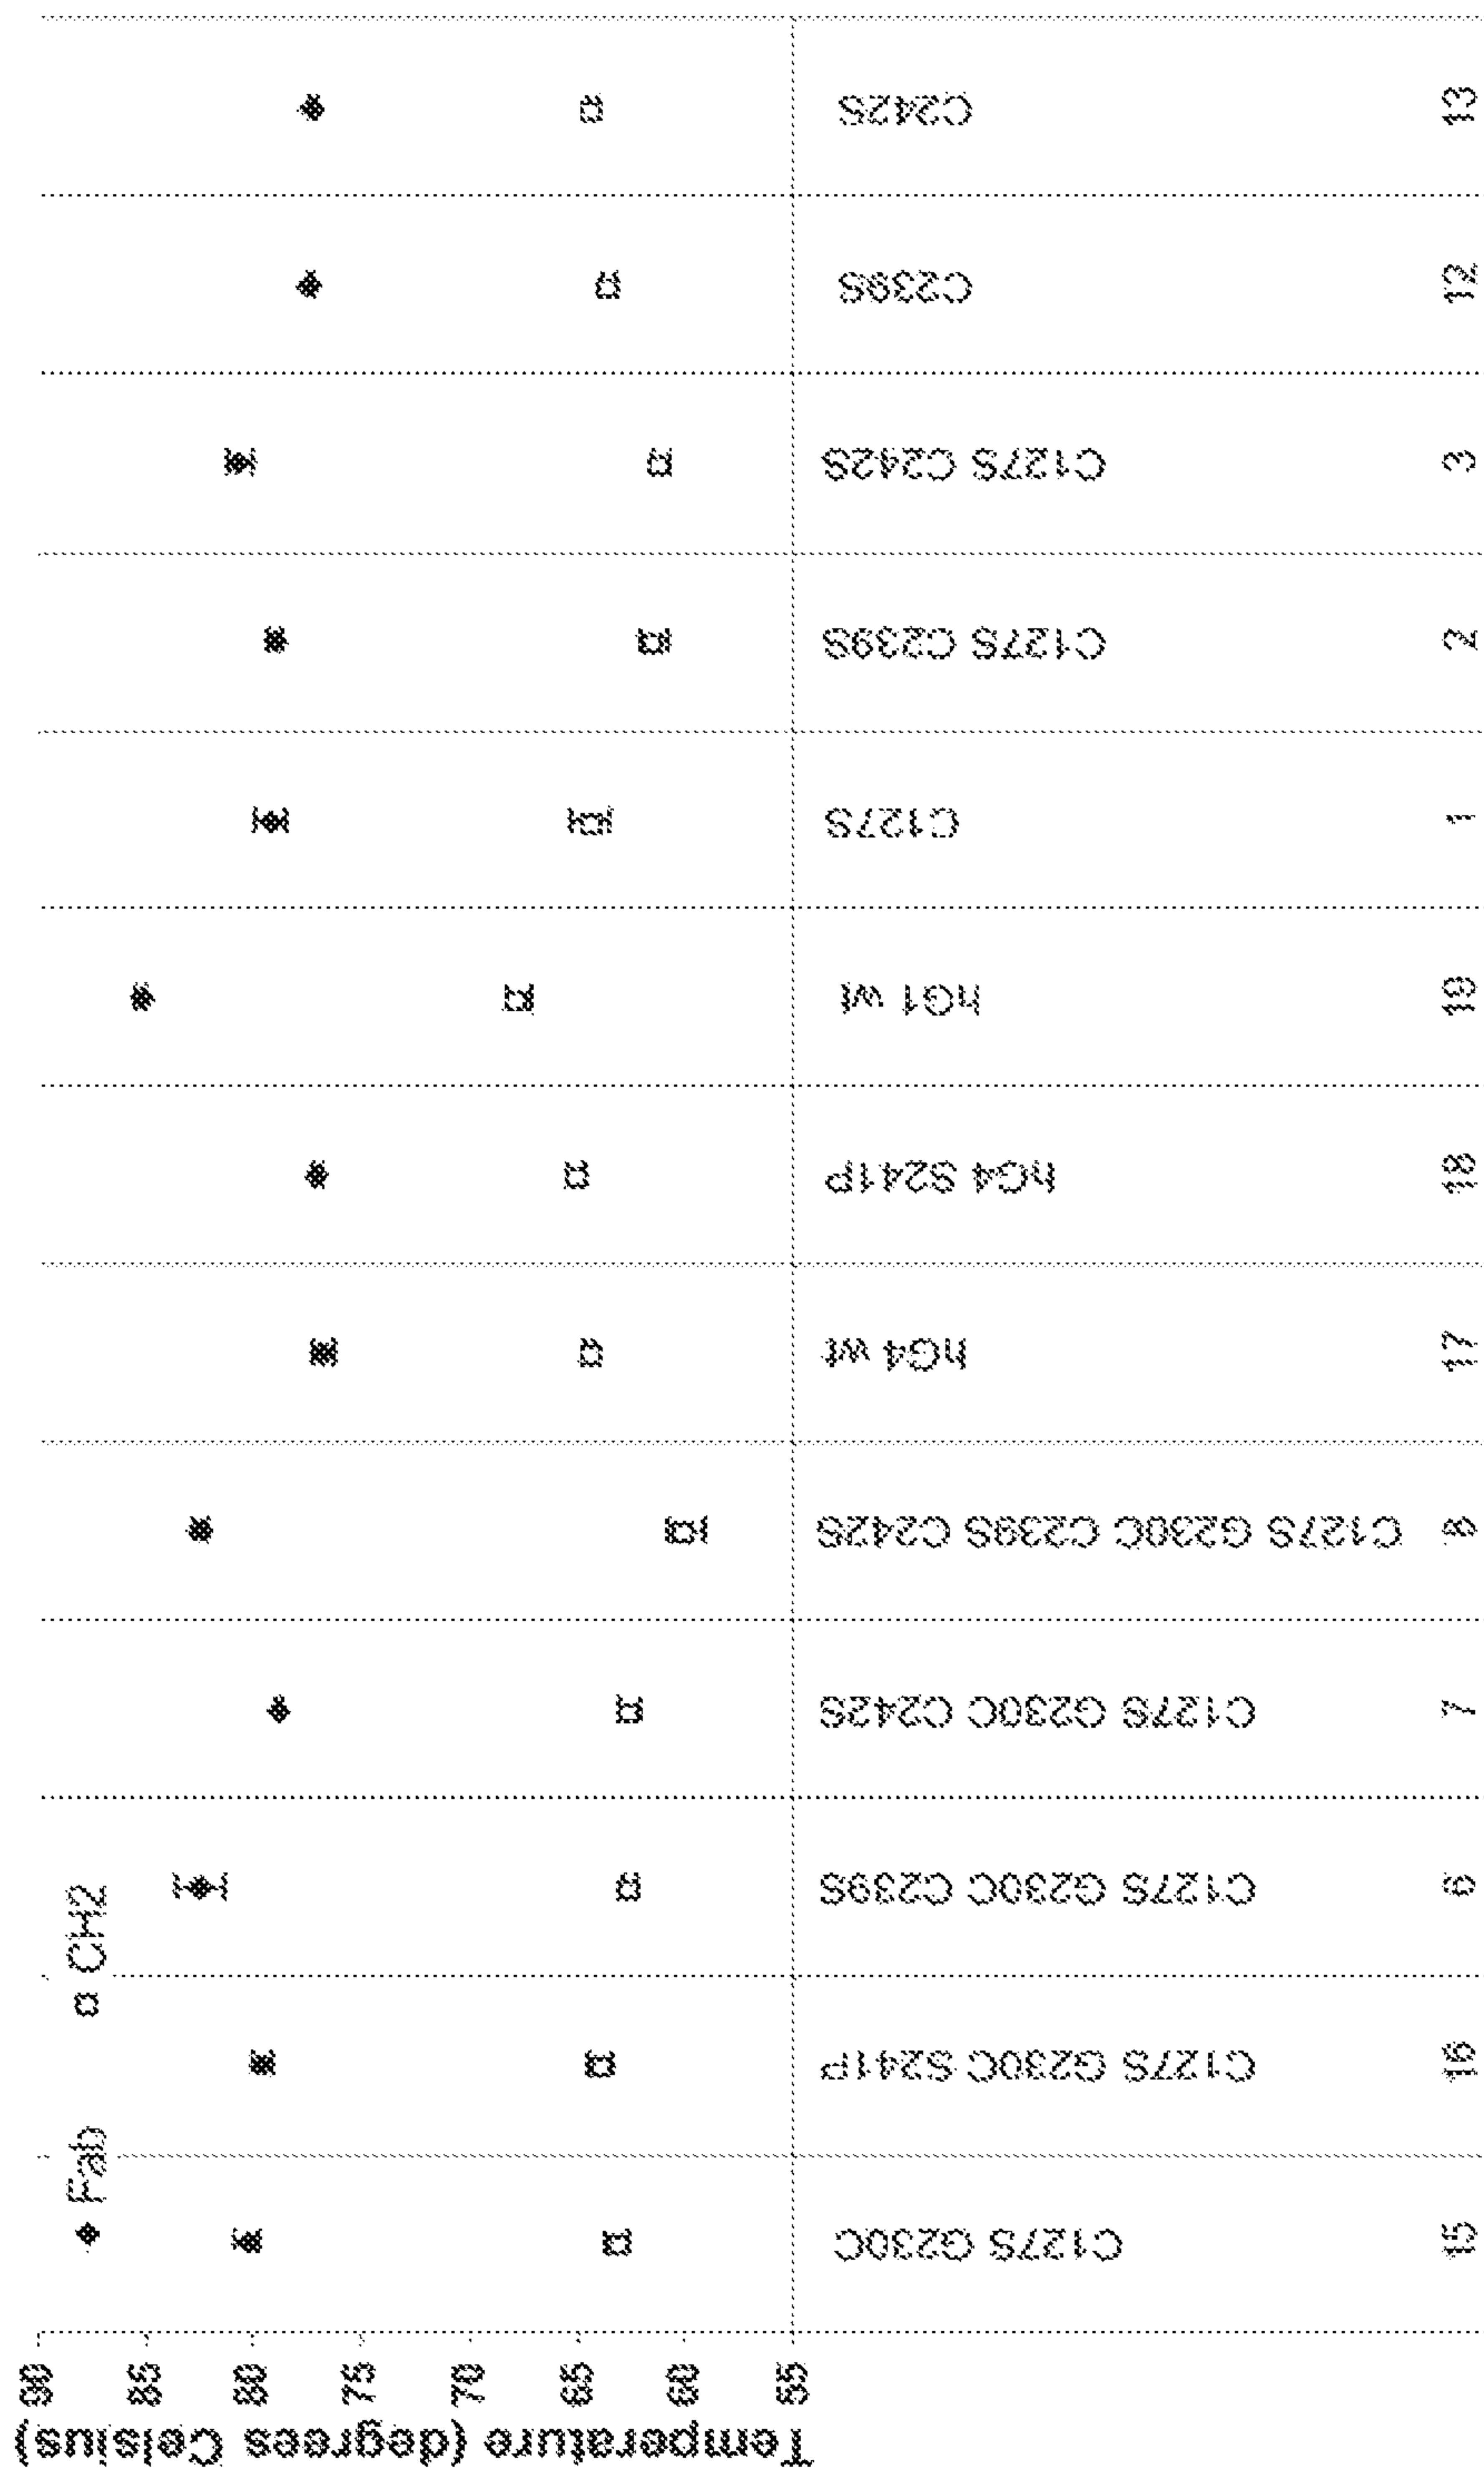 Temperature (degrees Celsius)
90
85
80
75
70
65
60
55
Fab
CH2
C127S G230C
15
C127S G230C S241P
16
C127S G230C C239S
6
C127S G230C C242S
7
C127S G230C C239S C242S
8
hG4 wt
17
hG4 S241P
18
hG1 wt
19
C127S
1
C127S C239S
2
C127S C242S
3
C239S
12
C242S
13